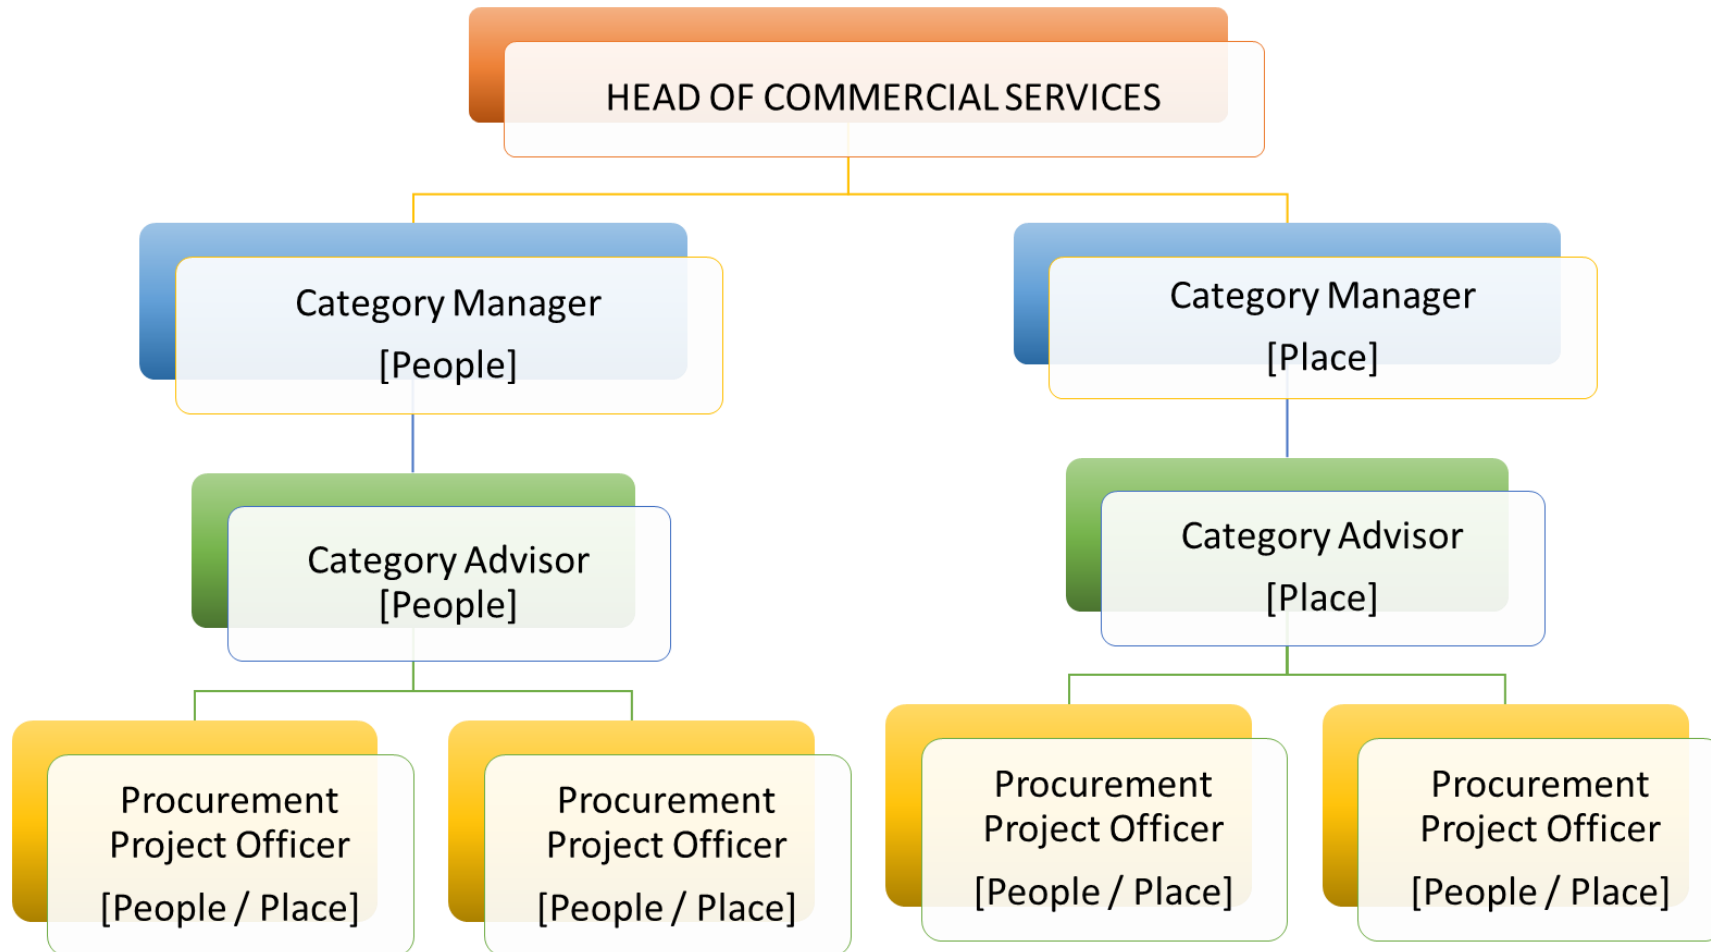 HEAD OF COMMERCIAL SERVICES
Category Manager
[People]
Category Manager
[Place]
Category Advisor
[People]
Category Advisor
[Place]
Procurement
Project Officer
[People / Place]
Procurement
Project Officer
[People / Place]
Procurement
Project Officer
[People / Place]
Procurement
Project Officer
[People / Place]